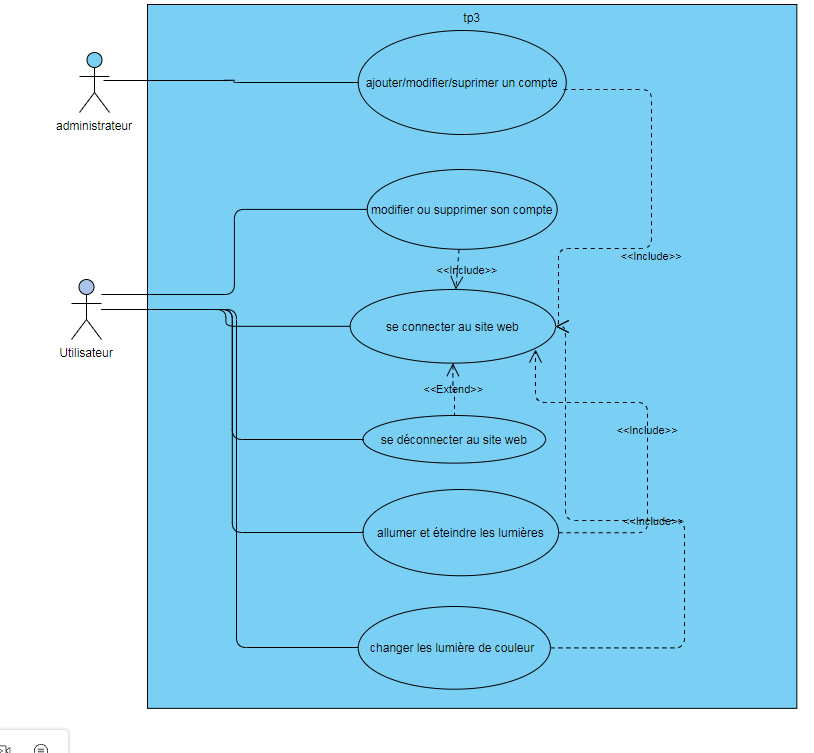 tp3
ajouter/modifier/suprimer un compte
administrateur
modifier ou supprimer son compte
<<Include>>
<<Include>>
se connecter au site web
Utilisateur
<<Extend>>
<<Include>>
se déconnecter au site web
<<Include>>
allumer et éteindre les lumières
changer les lumière de couleur